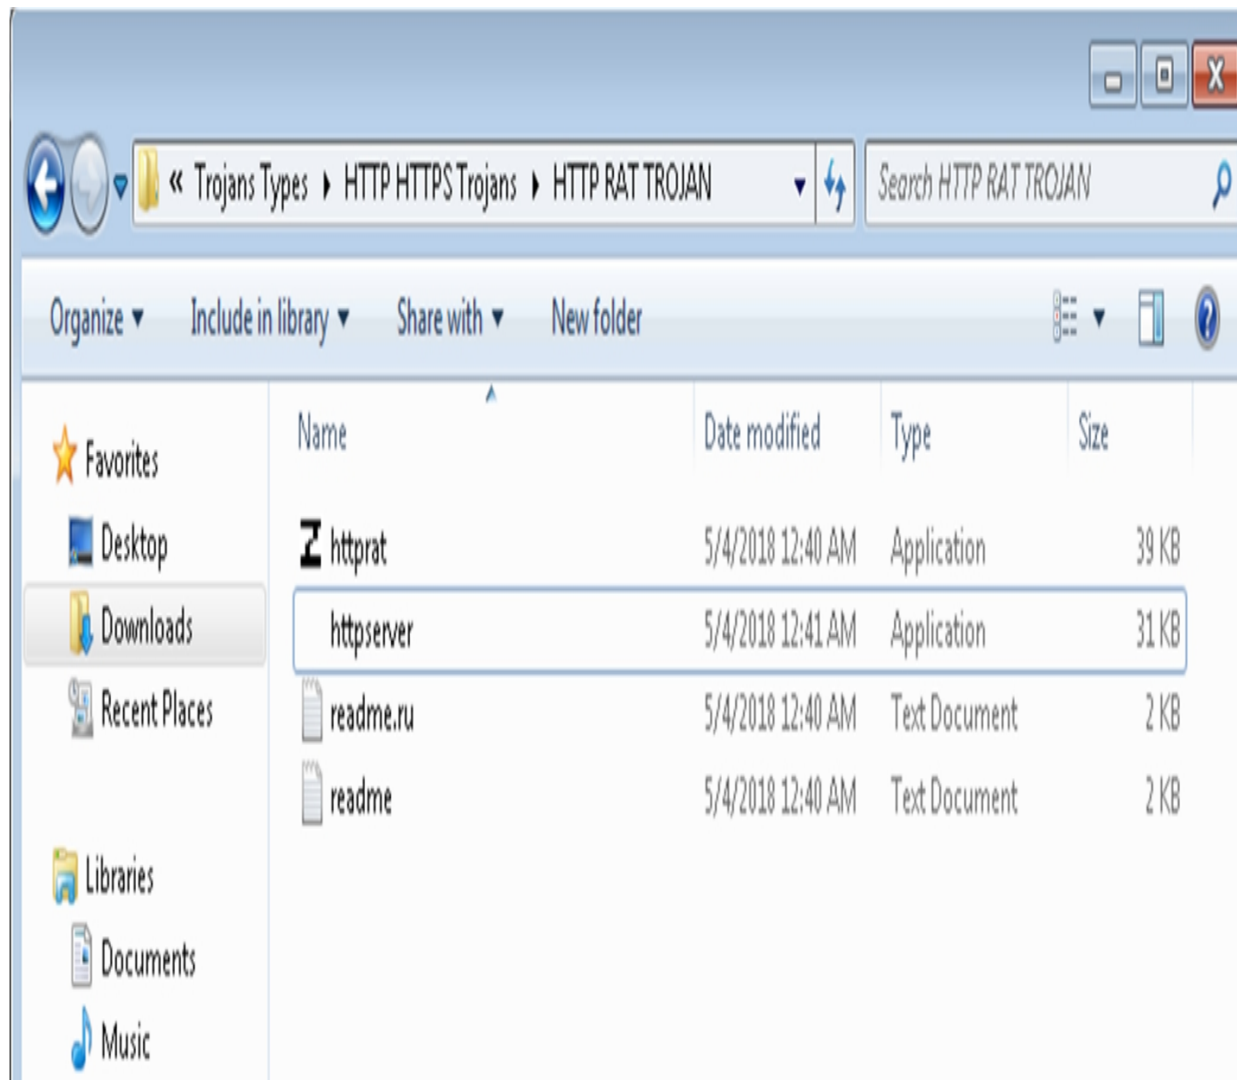 « Trojans Types ▸ HTTP HTTPS Trojans ▸ HTTP RAT TROJAN Search HTTP RAT TROJAN
Organize Include in library Share with New folder
Name Date modified Type Size
Favorites
Desktop
Downloads
Recent Places
Libraries
Documents
Music
httprat 5/4/2018 12:40 AM Application 39 KB
httpserver 5/4/2018 12:41 AM Application 31 KB
readme.ru 5/4/2018 12:40 AM Text Document 2 KB
readme 5/4/2018 12:40 AM Text Document 2 KB